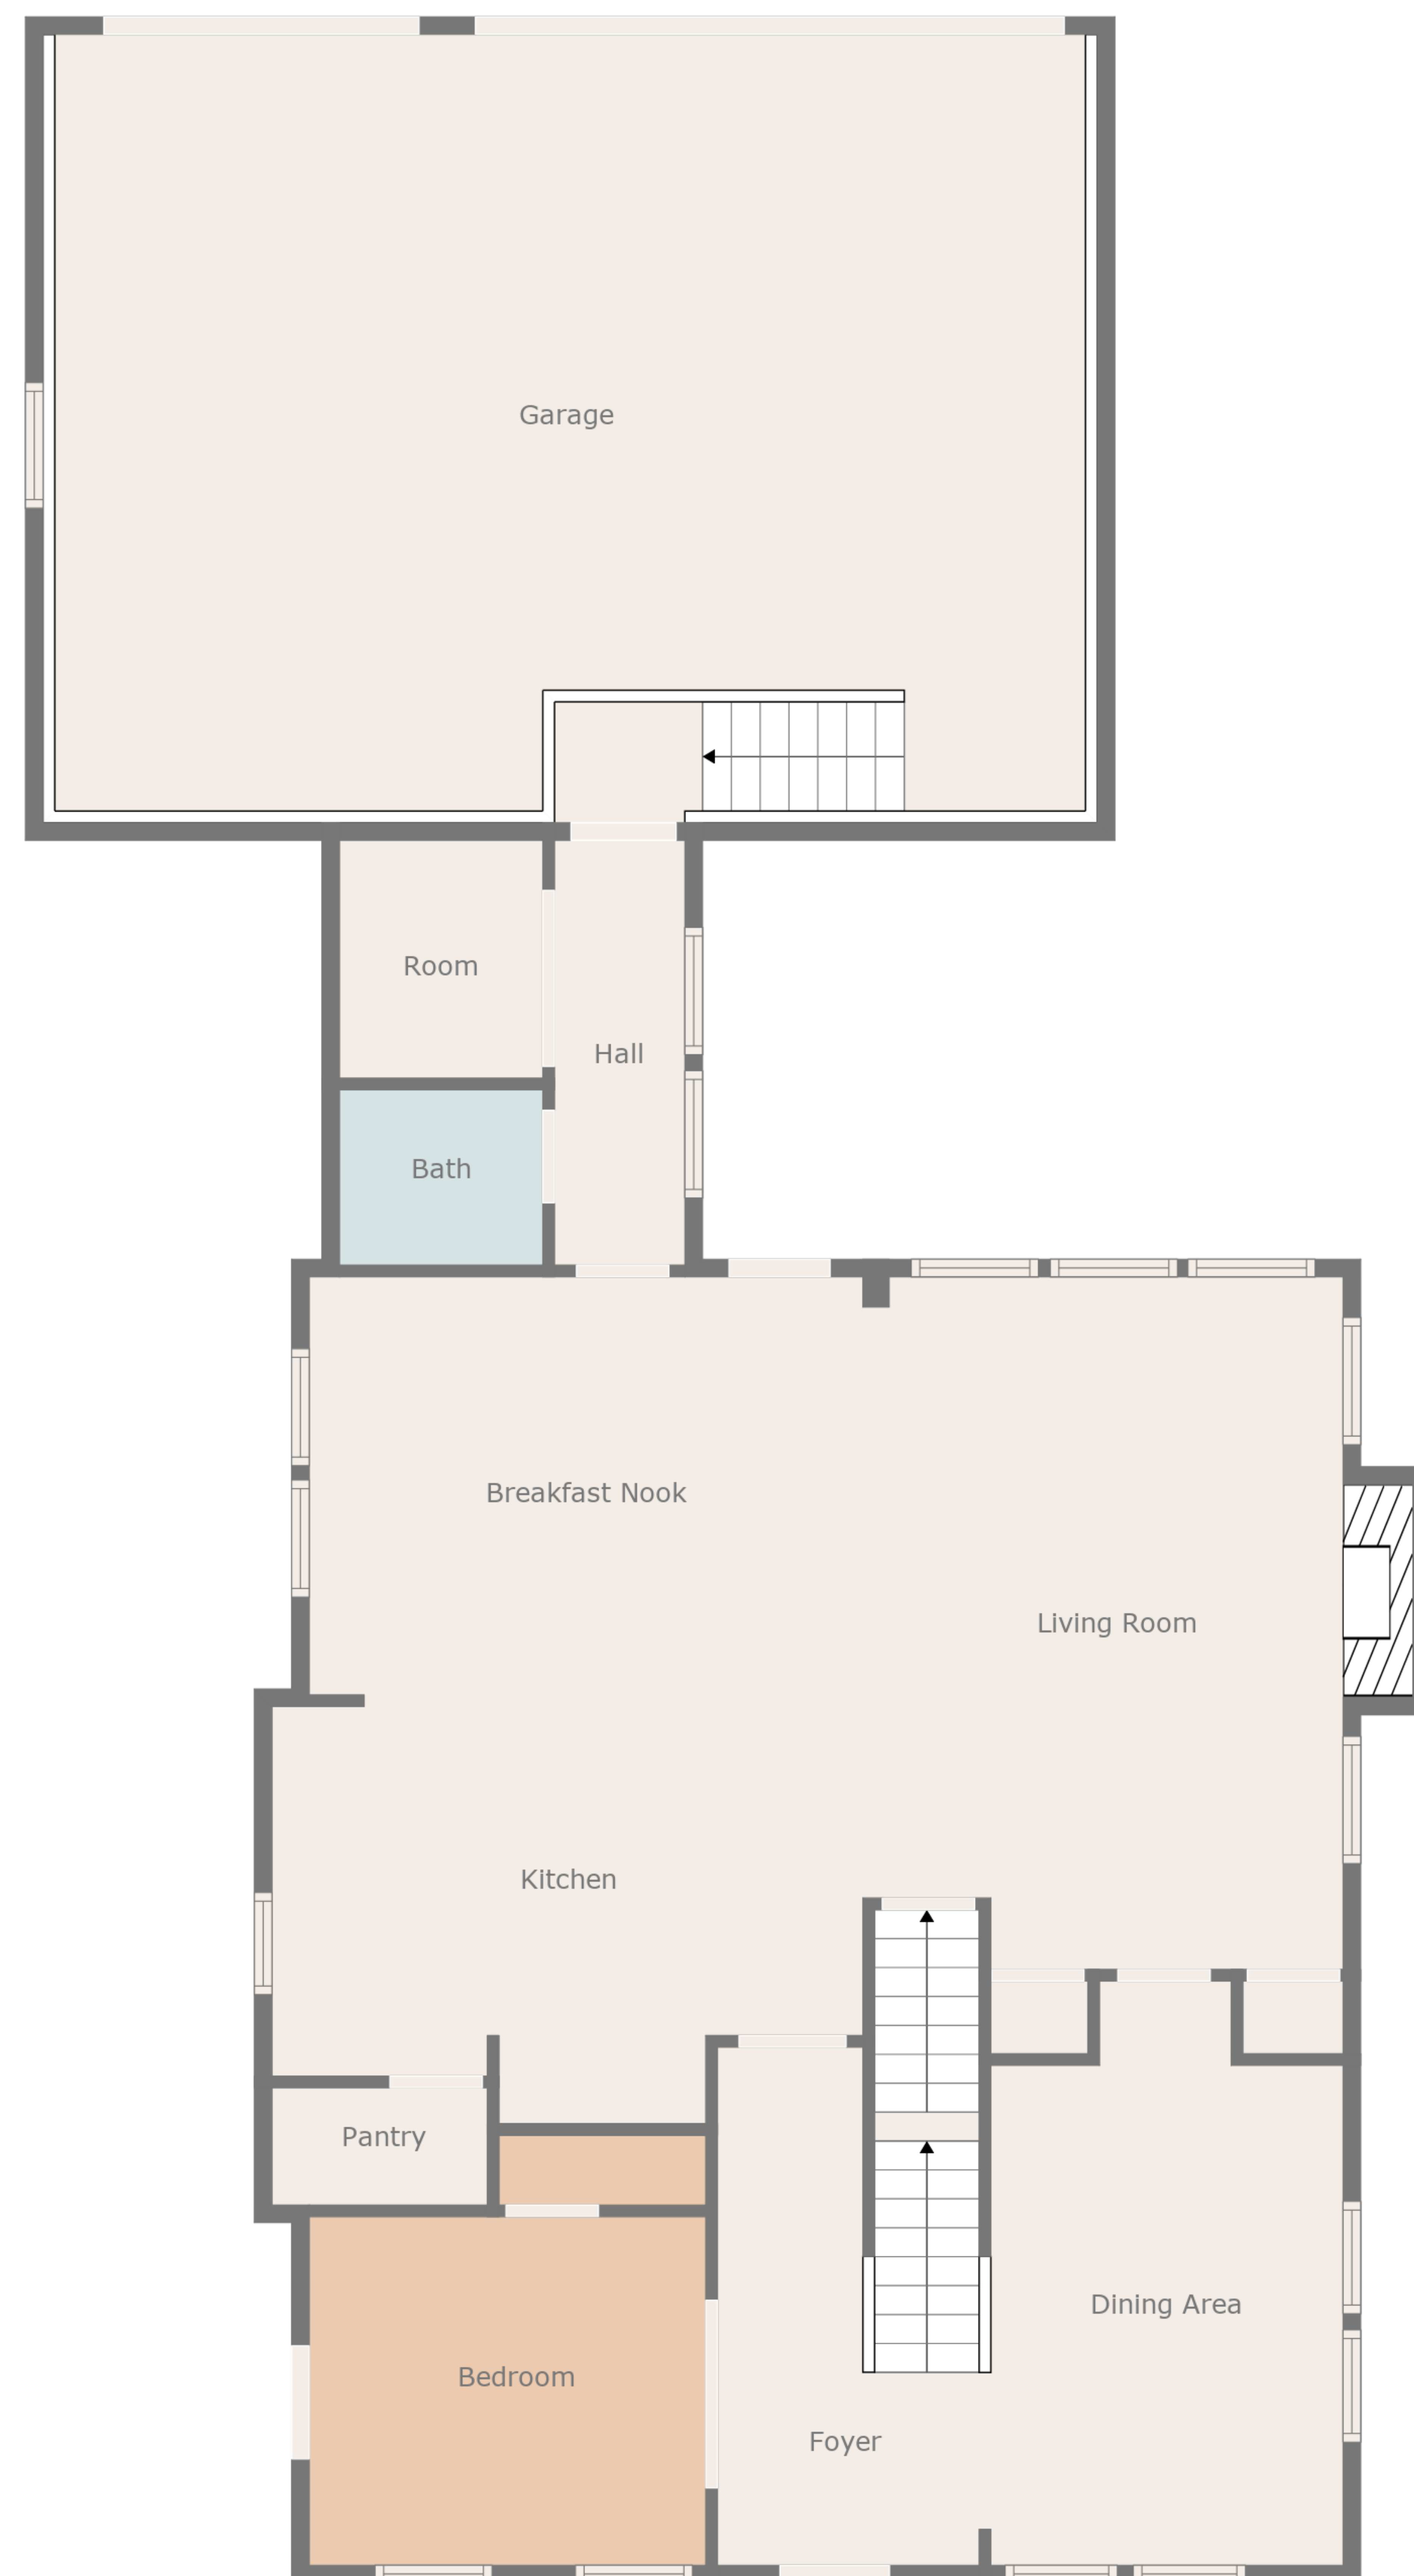 Garage
Room
Hall
Bath
Breakfast Nook
Living Room
Kitchen
Pantry
Dining Area
Bedroom
Foyer